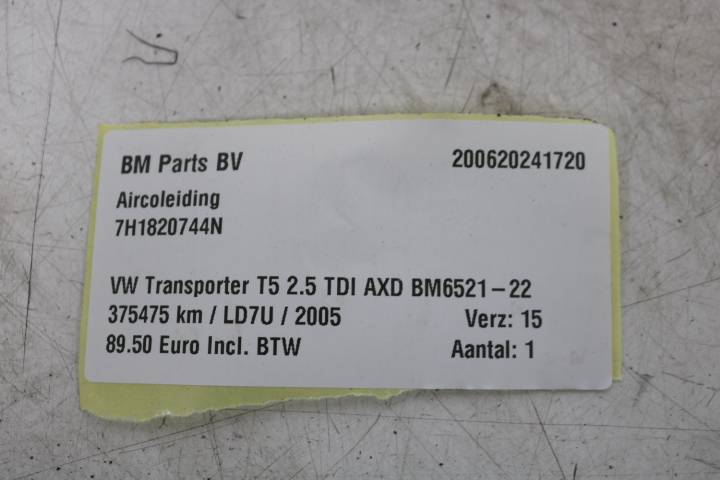 BM Parts BV 200620241720
Aircoleiding
7H1820744N
VW Transporter T5 2.5 TDI AXD BM6521-22
375475 km / LD7U / 2005 Verz: 15
89.50 Euro Incl. BTW Aantal: 1